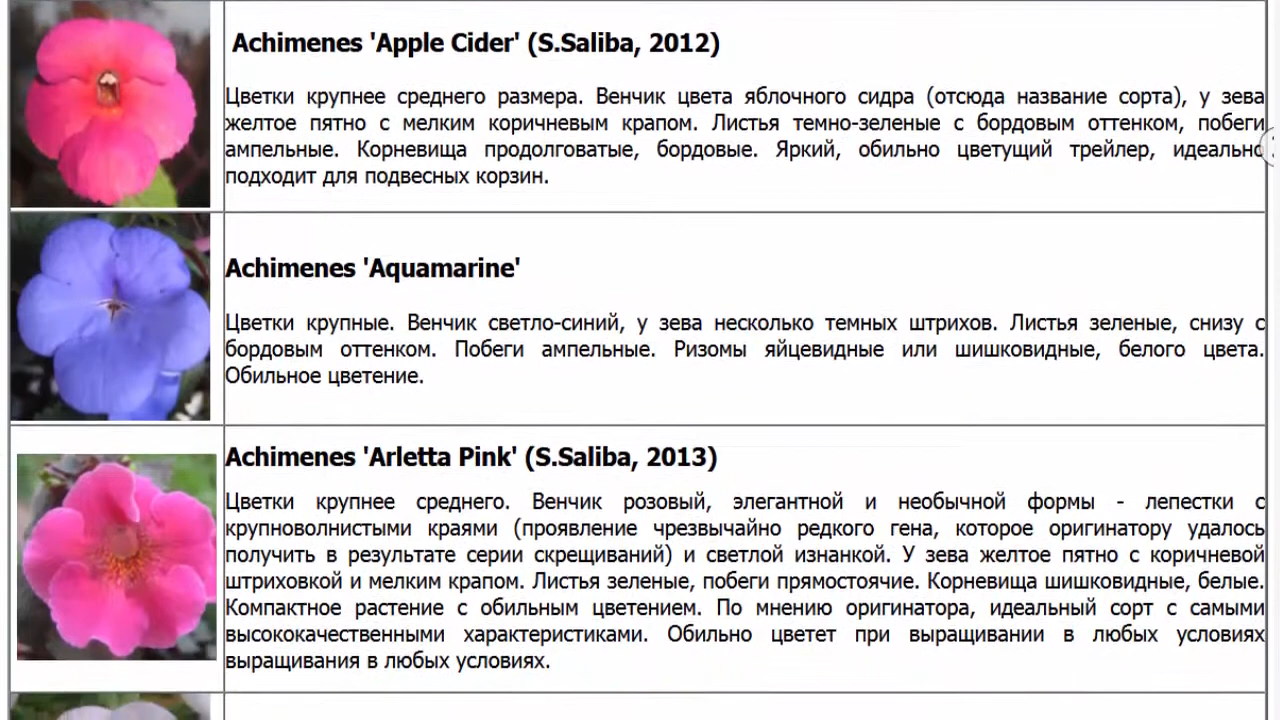 Achimenes 'Apple Cider' (S.Saliba, 2012)
Цветки крупнее среднего размера. Венчик цвета яблочного сидра (отсюда название сорта), у зева
желтое пятно с мелким коричневым крапом. Листья темно-зеленые с бордовым оттенком, побеги
ампельные. Корневища продолговатые, бордовые. Яркий, обильно цветущий трейлер, идеально
подходит для подвесных корзин.
Achimenes 'Aquamarine'
Цветки крупные. Венчик светло-синий, у зева несколько темных штрихов. Листья зеленые, снизу с
бордовым оттенком. Побеги ампельные. Ризомы яйцевидные или шишковидные, белого цвета.
Обильное цветение.
Achimenes 'Arletta Pink' (S.Saliba, 2013)
Цветки крупнее среднего. Венчик розовый, элегантной и необычной формы - лепестки с
крупноволнистыми краями (проявление чрезвычайно редкого гена, которое оригинатору удалось
получить в результате серии скрещиваний) и светлой изнанкой. У зева желтое пятно с коричневой
штриховкой и мелким крапом. Листья зеленые, побеги прямостоячие. Корневища шишковидные, белые.
Компактное растение с обильным цветением. По мнению оригинатора, идеальный сорт с самыми
высококачественными характеристиками. Обильно цветет при выращивании в любых условиях
выращивания в любых условиях.